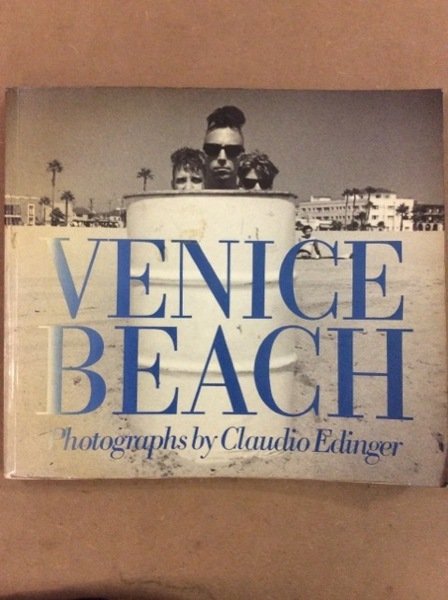 VENICE
BEACH
Photographs by Claudio Edinger